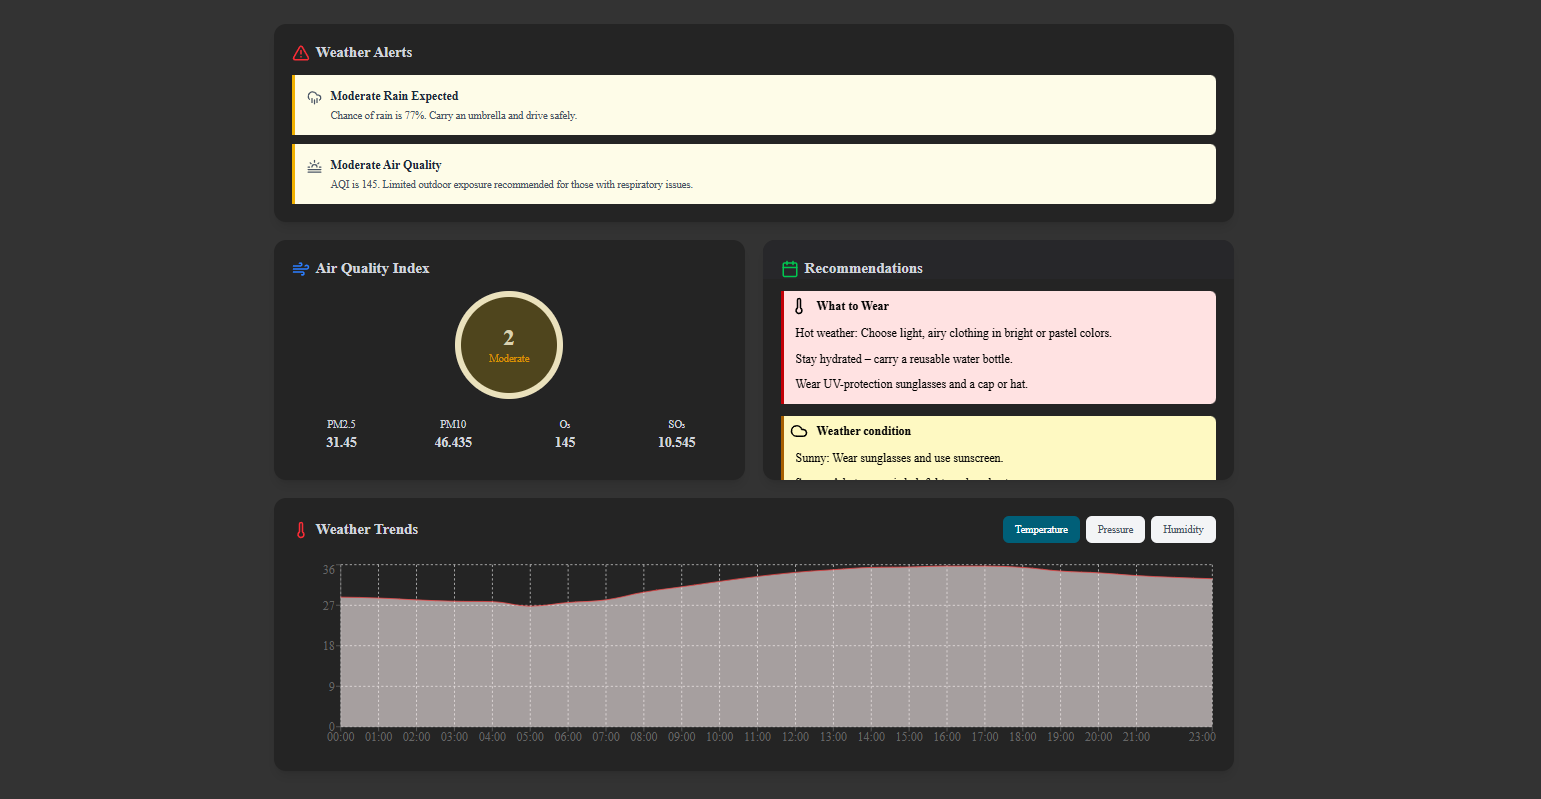 Weather Alerts
Moderate Rain Expected
Chance of rain is 77%. Carry an umbrella and drive safely.
Moderate Air Quality
AQI is 145. Limited outdoor exposure recommended for those with respiratory issues.
Air Quality Index
2
Moderate
PM2.5 PM10 O₃ SO₂
31.45 46.435 145 10.545
Recommendations
What to Wear
Hot weather: Choose light, airy clothing in bright or pastel colors.
Stay hydrated – carry a reusable water bottle.
Wear UV-protection sunglasses and a cap or hat.
Weather condition
Sunny: Wear sunglasses and use sunscreen.
Weather Trends
Temperature Pressure Humidity
36
27
18
9
0
00:00 01:00 02:00 03:00 04:00 05:00 06:00 07:00 08:00 09:00 10:00 11:00 12:00 13:00 14:00 15:00 16:00 17:00 18:00 19:00 20:00 21:00 23:00